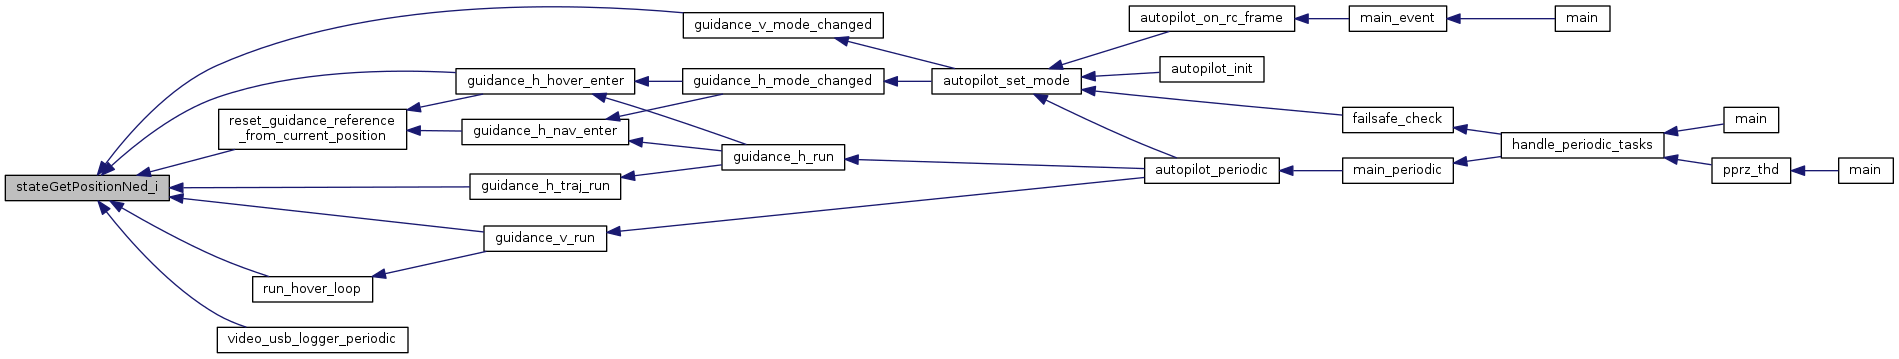 stateGetPositionNed_i
guidance_v_mode_changed
guidance_h_hover_enter
reset_guidance_reference
_from_current_position
guidance_h_nav_enter
guidance_h_traj_run
guidance_v_run
run_hover_loop
video_usb_logger_periodic
guidance_h_mode_changed
guidance_h_run
autopilot_set_mode
autopilot_on_rc_frame
autopilot_init
autopilot_periodic
main_event
main
failsafe_check
main_periodic
handle_periodic_tasks
main
pprz_thd
main